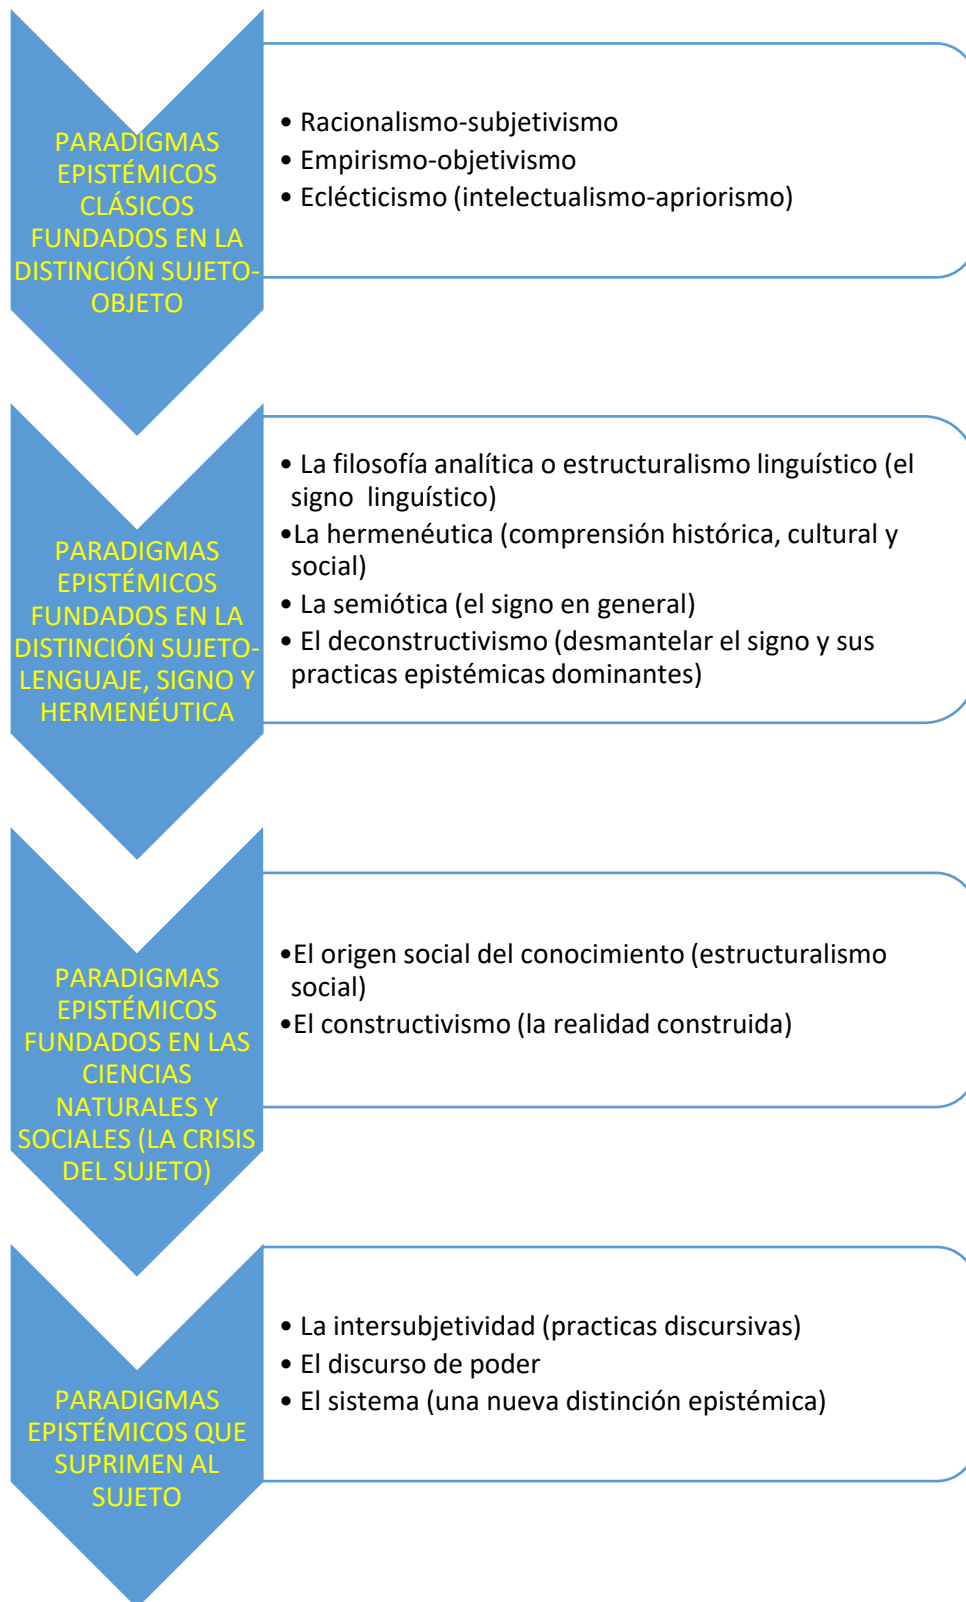 PARADIGMAS
EPISTÉMICOS
CLÁSICOS
FUNDADOS EN LA
DISTINCIÓN SUJETO-
OBJETO
• Racionalismo-subjetivismo
• Empirismo-objetivismo
• Eclécticismo (intelectualismo-apriorismo)
PARADIGMAS
EPISTÉMICOS
FUNDADOS EN LA
DISTINCIÓN SUJETO-
LENGUAJE, SIGNO Y
HERMENÉUTICA
• La filosofía analítica o estructuralismo linguístico (el
signo linguístico)
•La hermenéutica (comprensión histórica, cultural y
social)
• La semiótica (el signo en general)
• El deconstructivismo (desmantelar el signo y sus
practicas epistémicas dominantes)
PARADIGMAS
EPISTÉMICOS
FUNDADOS EN LAS
CIENCIAS
NATURALES Y
SOCIALES (LA CRISIS
DEL SUJETO)
•El origen social del conocimiento (estructuralismo
social)
•El constructivismo (la realidad construida)
PARADIGMAS
EPISTÉMICOS QUE
SUPRIMEN AL
SUJETO
• La intersubjetividad (practicas discursivas)
• El discurso de poder
• El sistema (una nueva distinción epistémica)